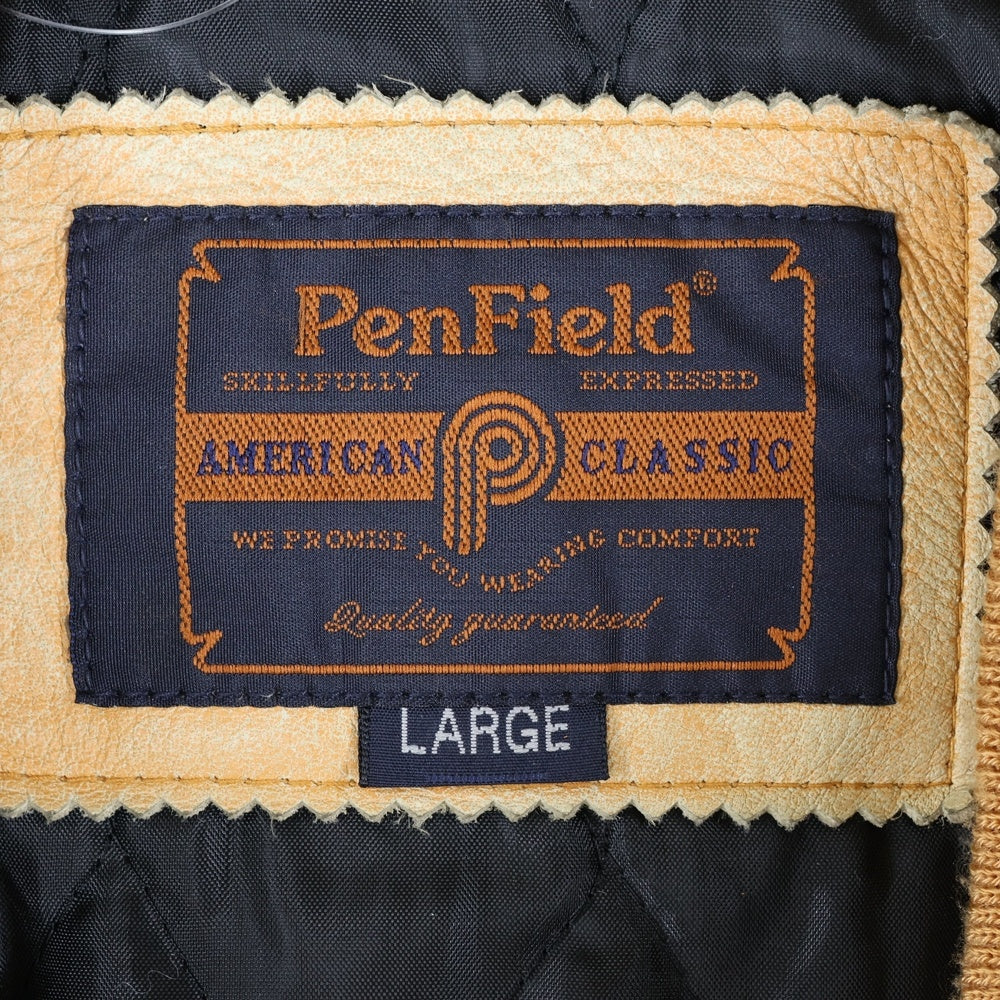 PenField®
SKILLFULLY EXPRESSED
AMERICAN P CLASSIC
WE PROMISE YOU WEARING COMFORT
Quality guaranteed
LARGE